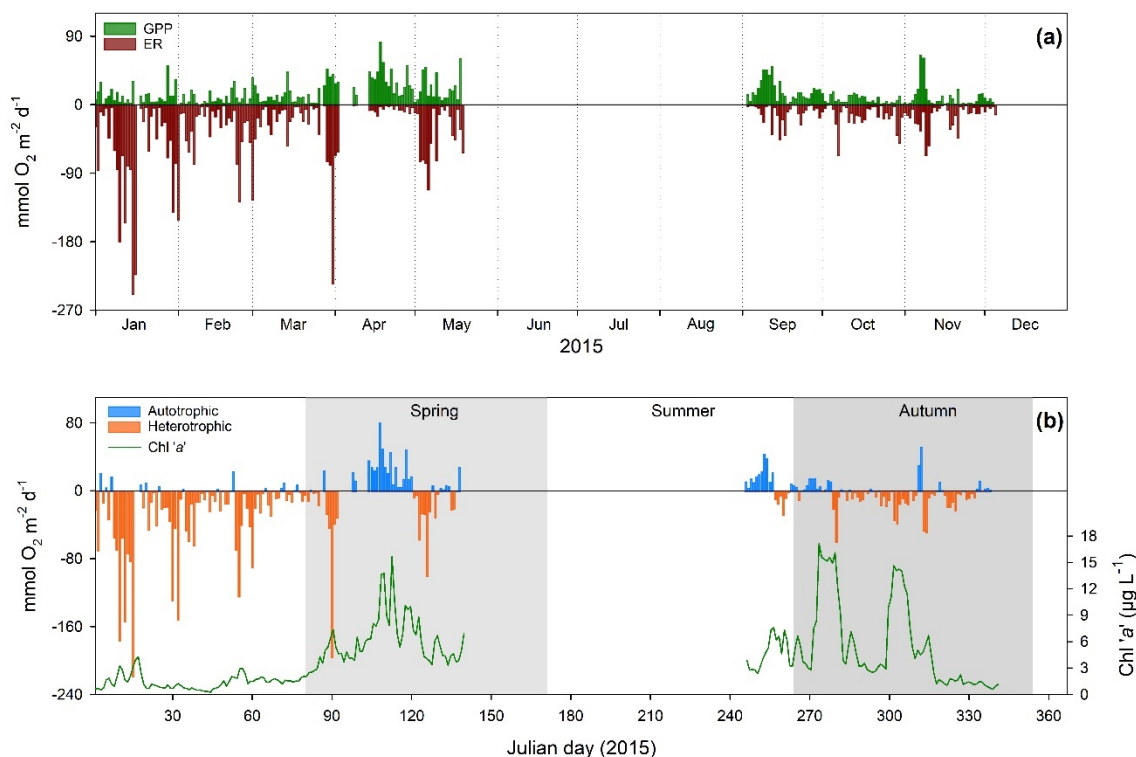 GPP
ER
(a)
mmol O2 m-2 d-1
90
0
-90
-180
-270
Jan Feb Mar Apr May Jun Jul Aug Sep Oct Nov Dec
2015
Autotrophic
Heterotrophic
Chl 'a'
Spring Summer Autumn
(b)
mmol O2 m-2 d-1
80
0
-80
-160
-240
18
15
12
9
6
3
0
Chl 'a' (µg L-1)
30 60 90 120 150 180 210 240 270 300 330 360
Julian day (2015)